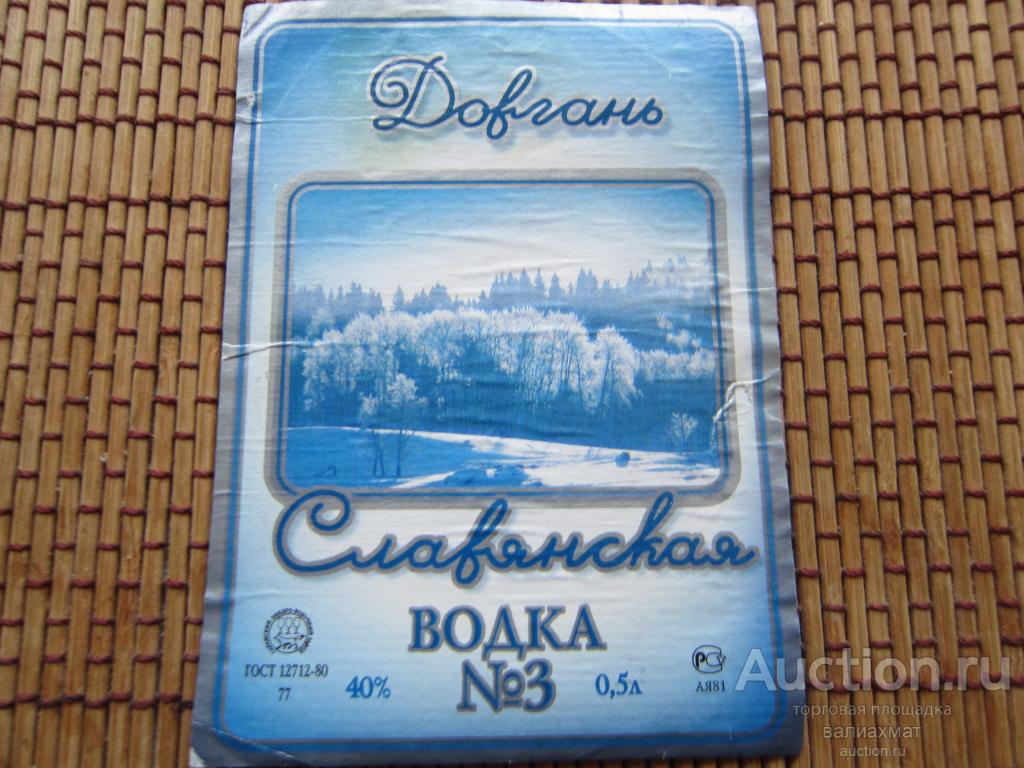 Довгань
Славянская
ВОДКА
№3
ГОСТ 12712-80
77
40%
0,5л
РСТ
АЯ81
Auction.ru
торговая площадка
валиахмат
auction.ru